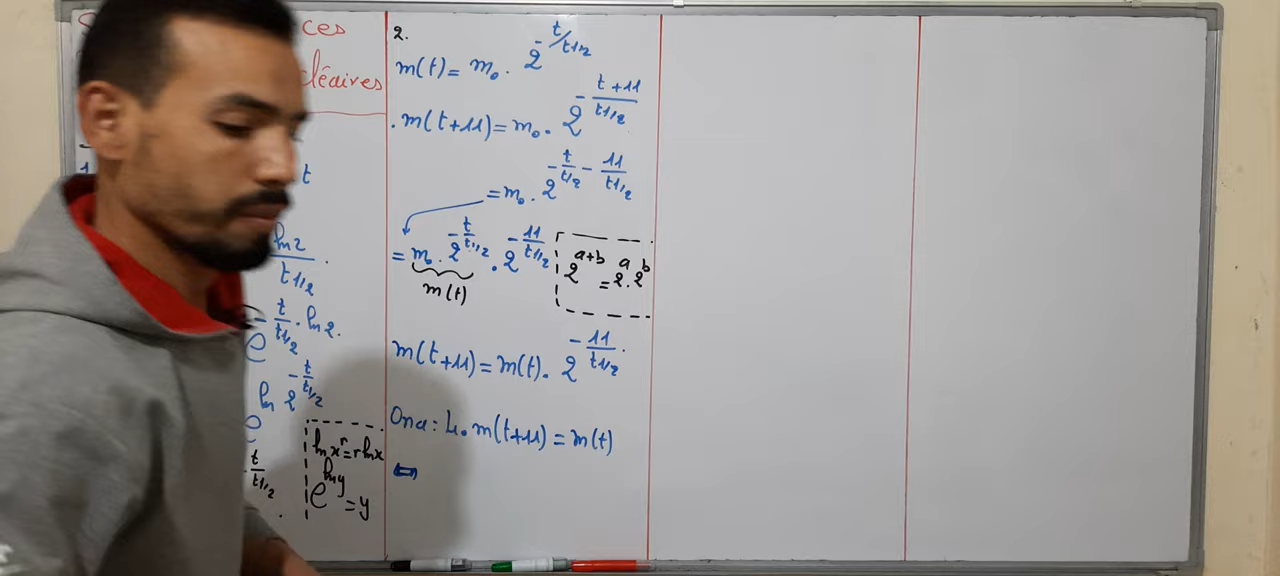 ces
cléaires
t
ln2
t1/2 .
- t/t1/2 . ln2.
e
ln 2^(-t/t1/2)
e
t/t1/2
.
ln x^r = r ln x
e^(ln y) = y
2.
m(t) = m₀ . 2^(-t/t1/2)
. m(t+11) = m₀ . 2^(-(t+11)/t1/2)
= m₀ . 2^(-t/t1/2 - 11/t1/2)
= m₀ . 2^(-t/t1/2) . 2^(-11/t1/2)
m(t)
2^(a+b) = 2^a . 2^b
m(t+11) = m(t) . 2^(-11/t1/2) .
On a : 4 . m(t+11) = m(t)
⇔